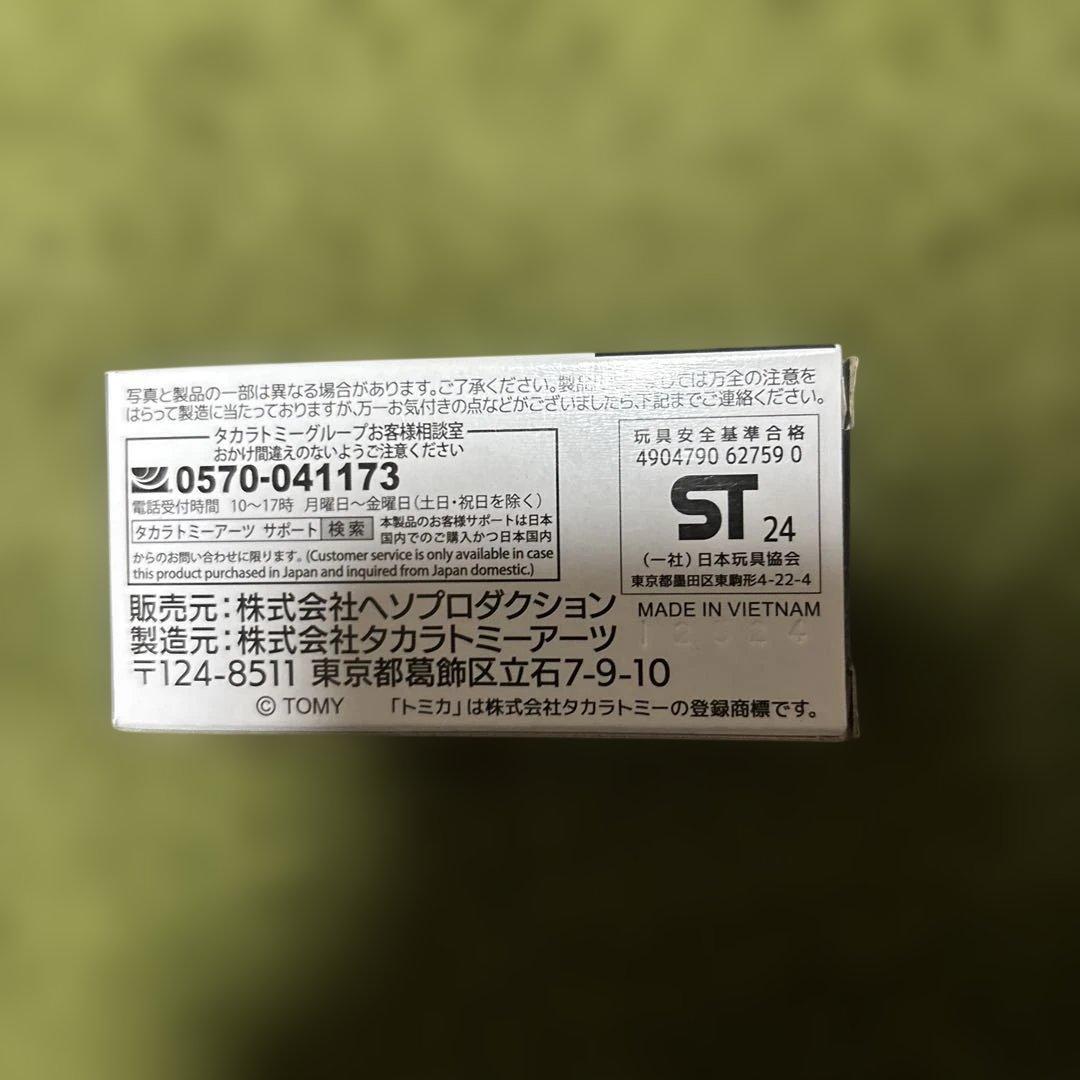 写真と製品の一部は異なる場合があります。ご了承ください。製品に しては万全の注意を
はらって製造に当たっておりますが、万一お気付きの点などがございましたら、下記までご連絡ください。
タカラトミーグループお客様相談室
おかけ間違えのないようご注意ください
0570-041173
電話受付時間 10〜17時 月曜日〜金曜日(土日・祝日を除く)
タカラトミーアーツ サポート 検索
本製品のお客様サポートは日本
国内でのご購入かつ日本国内
からのお問い合わせに限ります。(Customer service is only available in case
this product purchased in Japan and inquired from Japan domestic.)
玩具安全基準合格
4904790 62759 0
ST 24
(一社)日本玩具協会
東京都墨田区東駒形4-22-4
販売元:株式会社ヘソプロダクション
MADE IN VIETNAM
製造元:株式会社タカラトミーアーツ
〒124-8511 東京都葛飾区立石7-9-10
© TOMY 「トミカ」は株式会社タカラトミーの登録商標です。